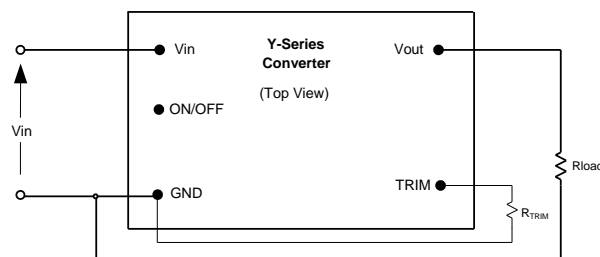 Y-Series
Converter
(Top View)
Vin
Vout
ON/OFF
Vin
GND
TRIM
Rload
RTRIM